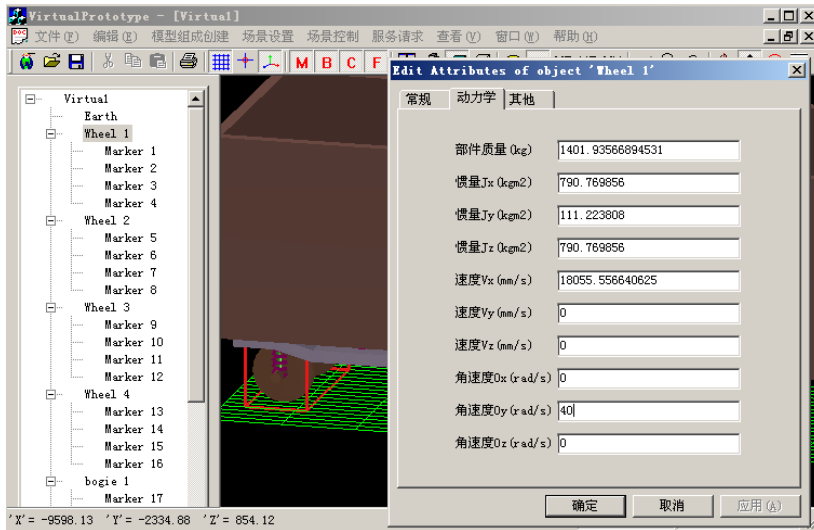 VirtualPrototype - [Virtual]
文件(F) 编辑(E) 模型组成创建 场景设置 场景控制 服务请求 查看(V) 窗口(W) 帮助(H)
M B C F
Edit Attributes of object 'Wheel 1'
常规 动力学 其他
Virtual
Earth
Wheel 1
Marker 1
Marker 2
Marker 3
Marker 4
Wheel 2
Marker 5
Marker 6
Marker 7
Marker 8
Wheel 3
Marker 9
Marker 10
Marker 11
Marker 12
Wheel 4
Marker 13
Marker 14
Marker 15
Marker 16
bogie 1
Marker 17
部件质量(kg) 1401.93566894531
惯量Jx(kgm2) 790.769856
惯量Jy(kgm2) 111.223808
惯量Jz(kgm2) 790.769856
速度Vx(mm/s) 18055.556640625
速度Vy(mm/s) 0
速度Vz(mm/s) 0
角速度Ox(rad/s) 0
角速度Oy(rad/s) 40
角速度Oz(rad/s) 0
确定 取消 应用(A)
'X'= -9598.13 'Y'= -2334.88 'Z'= 854.12